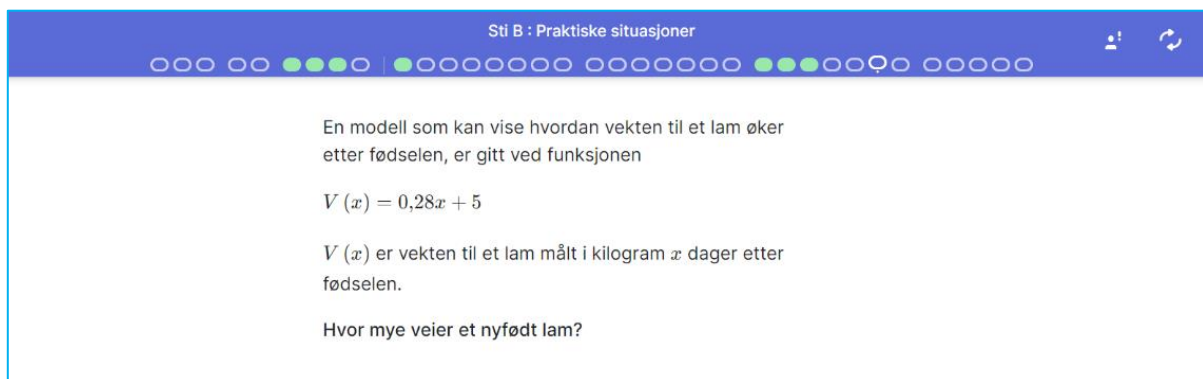 Sti B : Praktiske situasjoner
En modell som kan vise hvordan vekten til et lam øker
etter fødselen, er gitt ved funksjonen
V (x) = 0,28x + 5
V (x) er vekten til et lam målt i kilogram x dager etter
fødselen.
Hvor mye veier et nyfødt lam?